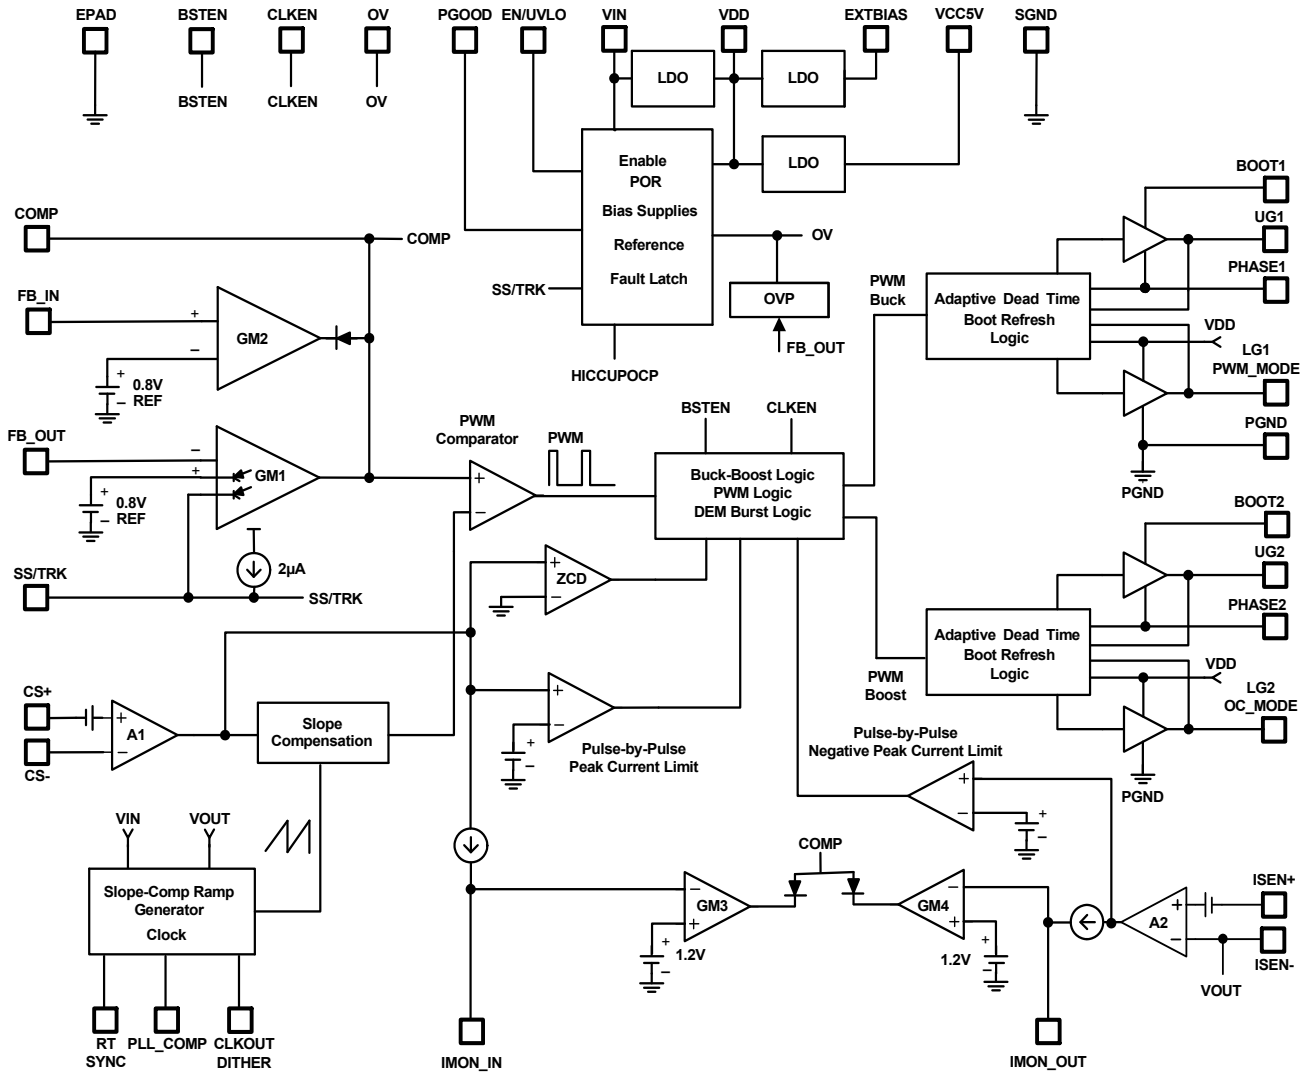 EPAD
BSTEN
CLKEN
OV
PGOOD
EN/UVLO
VIN
VDD
EXTBIAS
VCC5V
SGND
LDO
LDO
BSTEN
CLKEN
OV
LDO
Enable
POR
Bias Supplies
Reference
Fault Latch
SS/TRK
HICCUPOCP
OV
OVP
FB_OUT
BOOT1
UG1
PHASE1
PWM
Buck
Adaptive Dead Time
Boot Refresh
Logic
VDD
LG1
PWM_MODE
PGND
PGND
COMP
COMP
FB_IN
+
−
GM2
+
−
0.8V
REF
FB_OUT
−
+
GM1
+
−
0.8V
REF
2µA
SS/TRK
SS/TRK
PWM
Comparator
+
−
PWM
BSTEN
CLKEN
Buck-Boost Logic
PWM Logic
DEM Burst Logic
+
−
ZCD
BOOT2
UG2
PHASE2
Adaptive Dead Time
Boot Refresh
Logic
PWM
Boost
VDD
LG2
OC_MODE
PGND
CS+
CS-
+
−
A1
Slope
Compensation
+
−
+
−
Pulse-by-Pulse
Peak Current Limit
Pulse-by-Pulse
Negative Peak Current Limit
+
−
+
−
VIN
VOUT
Slope-Comp Ramp
Generator
Clock
RT
SYNC
PLL_COMP
CLKOUT
DITHER
IMON_IN
COMP
−
+
GM3
+
−
1.2V
−
+
GM4
+
−
1.2V
+
−
A2
ISEN+
ISEN-
VOUT
IMON_OUT